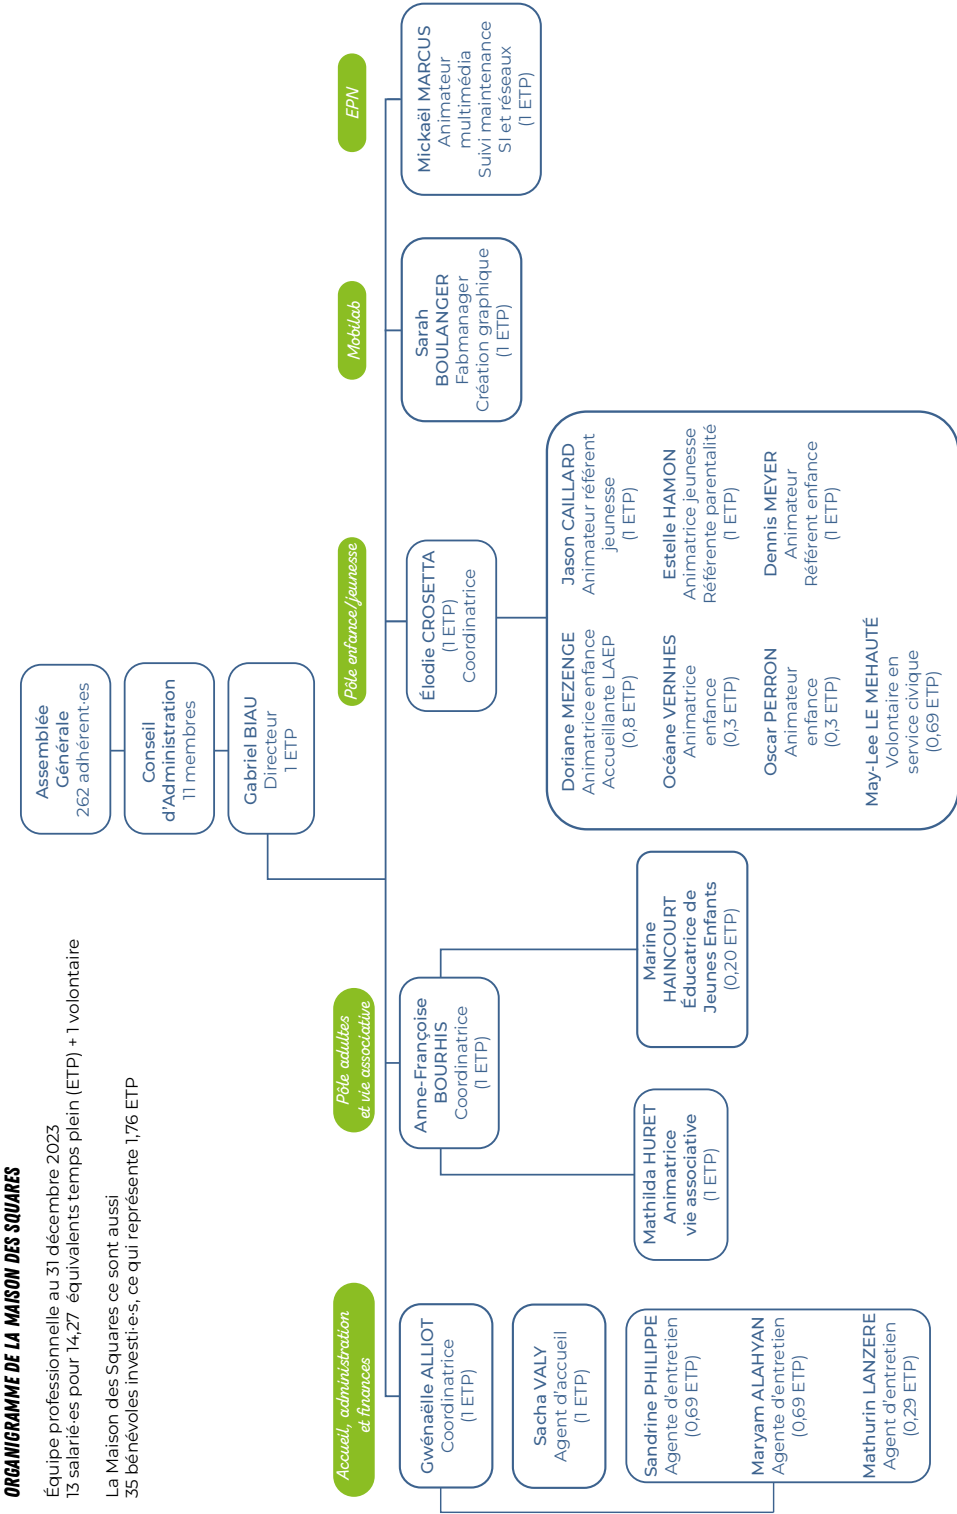 ORGANIGRAMME DE LA MAISON DES SQUARES
Équipe professionnelle au 31 décembre 2023
13 salarié·es pour 14,27 équivalents temps plein (ETP) + 1 volontaire
La Maison des Squares ce sont aussi
35 bénévoles investi·e·s, ce qui représente 1,76 ETP
Assemblée
Générale
262 adhérent·es
Conseil
d'Administration
11 membres
Gabriel BIAU
Directeur
1 ETP
Accueil, administration
et finances
Gwénaëlle ALLIOT
Coordinatrice
(1 ETP)
Sacha VALY
Agent d'accueil
(1 ETP)
Sandrine PHILIPPE
Agente d'entretien
(0,69 ETP)
Maryam ALAHYAN
Agente d'entretien
(0,69 ETP)
Mathurin LANZERE
Agent d'entretien
(0,29 ETP)
Pôle adultes
et vie associative
Anne-Françoise
BOURHIS
Coordinatrice
(1 ETP)
Mathilda HURET
Animatrice
vie associative
(1 ETP)
Marine
HAINCOURT
Éducatrice de
Jeunes Enfants
(0,20 ETP)
Pôle enfance/jeunesse
Élodie CROSETTA
(1 ETP)
Coordinatrice
Doriane MEZENGE
Animatrice enfance
Accueillante LAEP
(0,8 ETP)
Océane VERNHES
Animatrice
enfance
(0,3 ETP)
Oscar PERRON
Animateur
enfance
(0,3 ETP)
May-Lee LE MEHAUTÉ
Volontaire en
service civique
(0,69 ETP)
Jason CAILLARD
Animateur référent
jeunesse
(1 ETP)
Estelle HAMON
Animatrice jeunesse
Référente parentalité
(1 ETP)
Dennis MEYER
Animateur
Référent enfance
(1 ETP)
Mobilab
Sarah
BOULANGER
Fabmanager
Création graphique
(1 ETP)
EPN
Mickaël MARCUS
Animateur
multimédia
Suivi maintenance
SI et réseaux
(1 ETP)